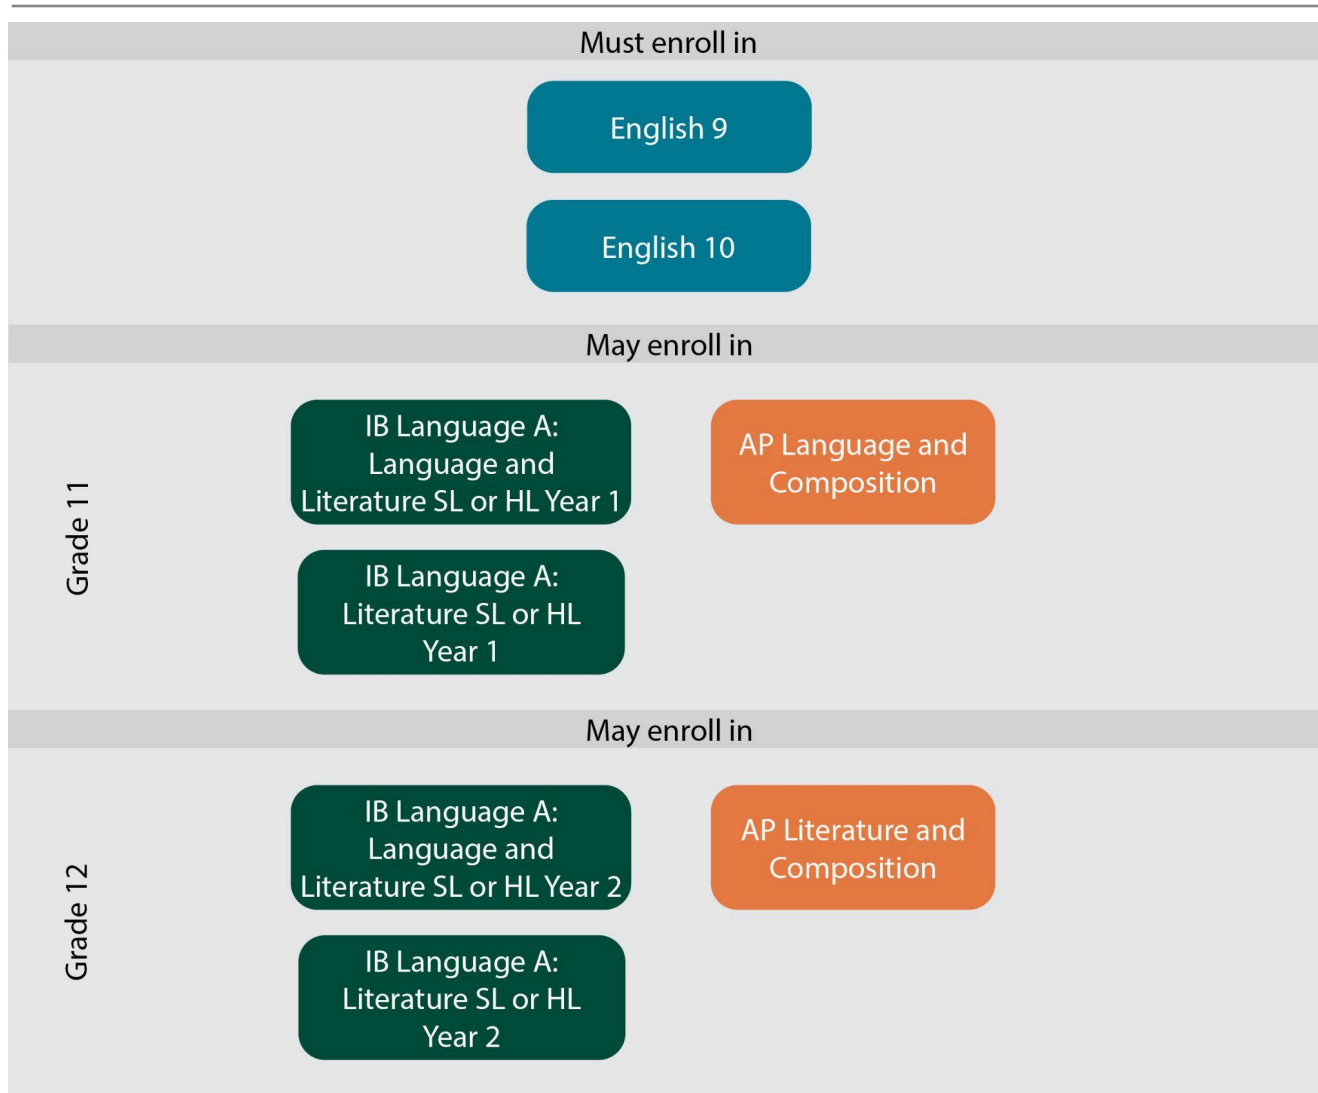 Must enroll in
English 9
English 10
May enroll in
Grade 11
IB Language A:
Language and
Literature SL or HL Year 1
AP Language and
Composition
IB Language A:
Literature SL or HL
Year 1
May enroll in
Grade 12
IB Language A:
Language and
Literature SL or HL Year 2
AP Literature and
Composition
IB Language A:
Literature SL or HL
Year 2